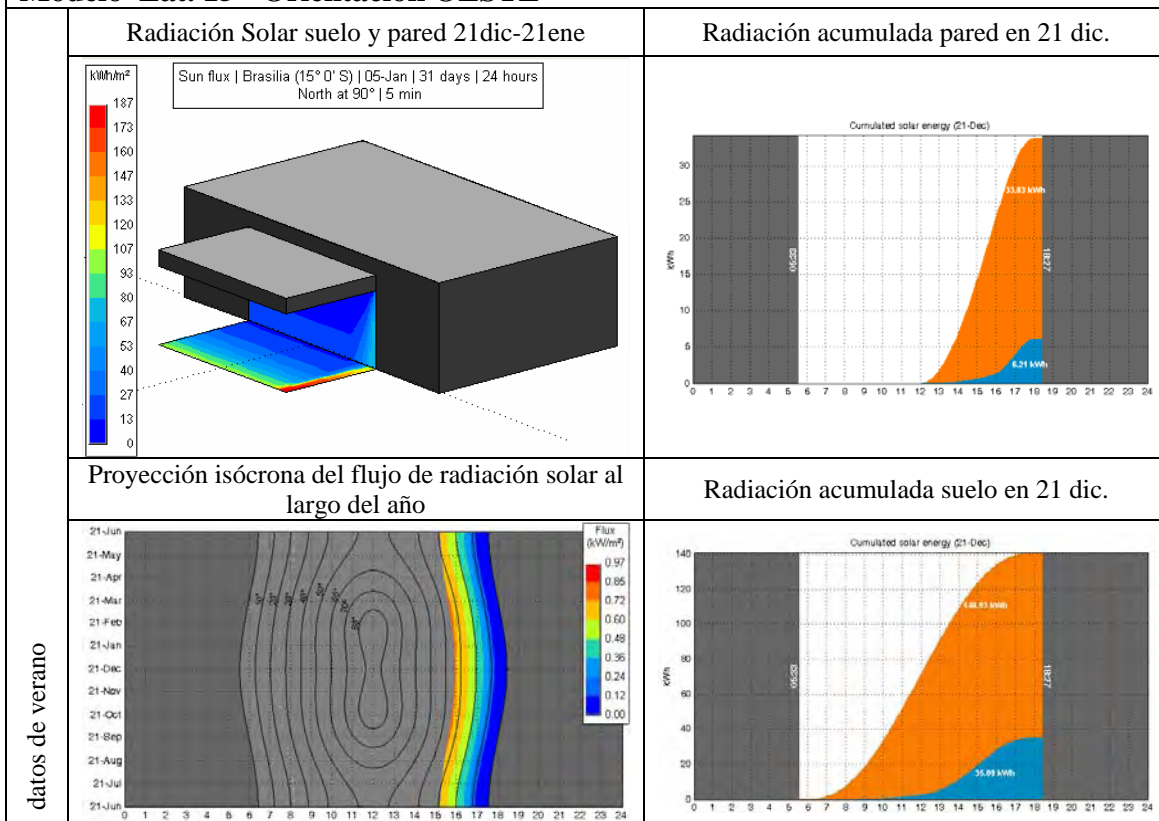 Modelo Lat. 15° Orientación OESTE
Radiación Solar suelo y pared 21dic-21ene
Radiación acumulada pared en 21 dic.
kWh/m²
187
173
160
147
133
120
107
93
80
67
53
40
27
13
0
Sun flux | Brasilia (15° 0' S) | 05-Jan | 31 days | 24 hours
North at 90° | 5 min
Cumulated solar energy (21-Dec)
kWh
30
25
20
15
10
5
0
33.83 kWh
6.21 kWh
05:33
18:27
0 1 2 3 4 5 6 7 8 9 10 11 12 13 14 15 16 17 18 19 20 21 22 23 24
Proyección isócrona del flujo de radiación solar al
largo del año
Radiación acumulada suelo en 21 dic.
datos de verano
21-Jun
21-May
21-Apr
21-Mar
21-Feb
21-Jan
21-Dec
21-Nov
21-Oct
21-Sep
21-Aug
21-Jul
21-Jun
0 1 2 3 4 5 6 7 8 9 10 11 12 13 14 15 16 17 18 19 20 21 22 23 24
Flux
(kW/m²)
0.97
0.85
0.72
0.60
0.48
0.36
0.24
0.12
0.00
Cumulated solar energy (21-Dec)
kWh
140
120
100
80
60
40
20
0
05:33
18:27
0 1 2 3 4 5 6 7 8 9 10 11 12 13 14 15 16 17 18 19 20 21 22 23 24